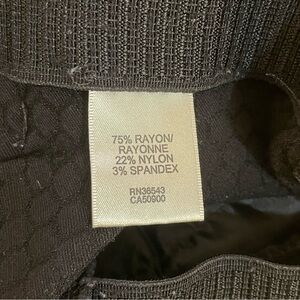 75% RAYON/
RAYONNE
22% NYLON
3% SPANDEX
RN36543
CA50900